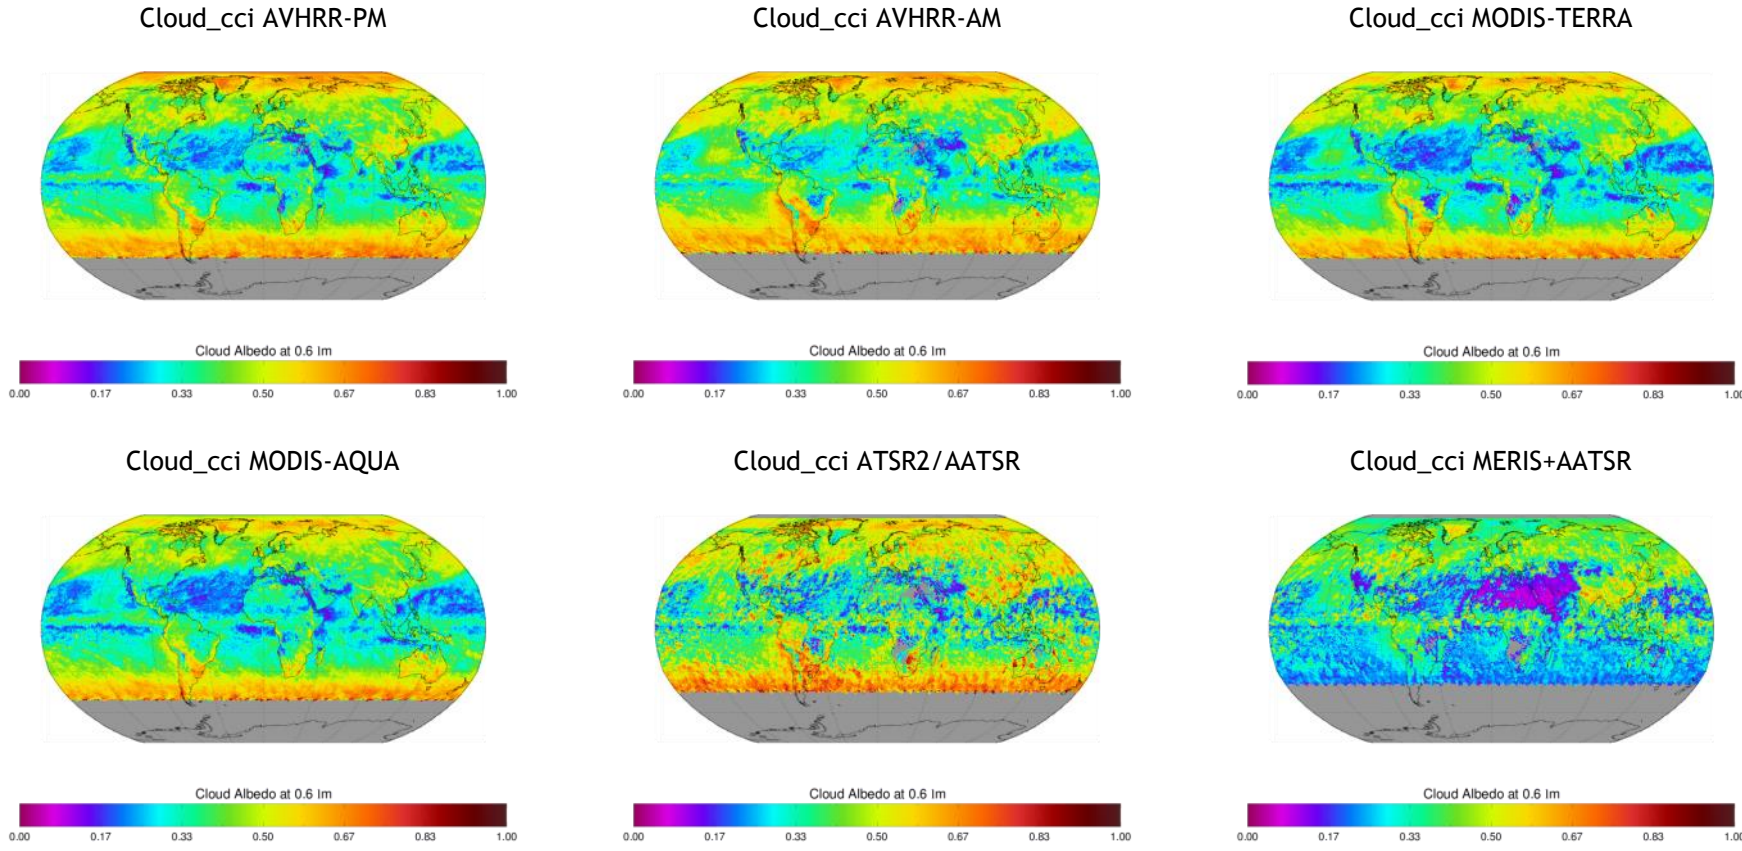 Cloud_cci AVHRR-PM
Cloud_cci AVHRR-AM
Cloud_cci MODIS-TERRA
Cloud Albedo at 0.6 lm
0.00 0.17 0.33 0.50 0.67 0.83 1.00
Cloud Albedo at 0.6 lm
0.00 0.17 0.33 0.50 0.67 0.83 1.00
Cloud Albedo at 0.6 lm
0.00 0.17 0.33 0.50 0.67 0.83 1.00
Cloud_cci MODIS-AQUA
Cloud_cci ATSR2/AATSR
Cloud_cci MERIS+AATSR
Cloud Albedo at 0.6 lm
0.00 0.17 0.33 0.50 0.67 0.83 1.00
Cloud Albedo at 0.6 lm
0.00 0.17 0.33 0.50 0.67 0.83 1.00
Cloud Albedo at 0.6 lm
0.00 0.17 0.33 0.50 0.67 0.83 1.00